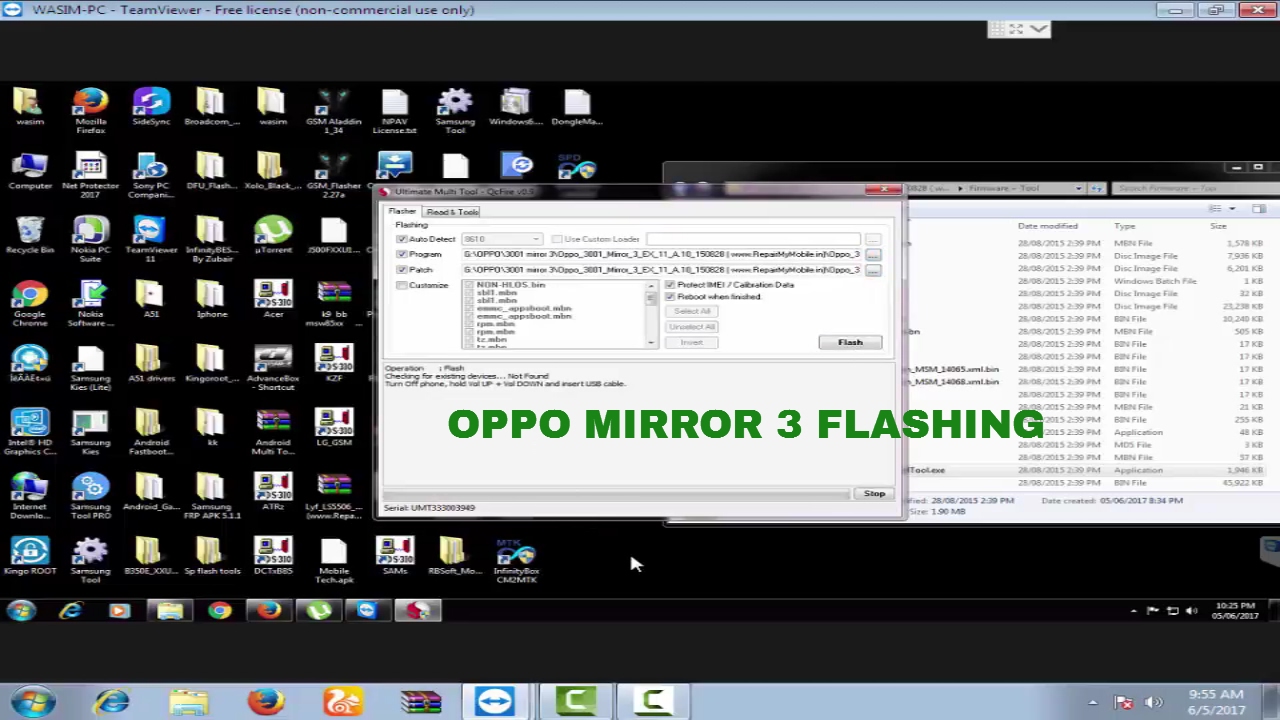 WASIM-PC - TeamViewer - Free license (non-commercial use only)
wasim
Mozilla Firefox
SideSync
Broadcom_...
wasim
GSM Aladdin 1_34
NPAV License.txt
Samsung Tool
Windows6....
DongleMa...
Computer
Net Protector 2017
Sony PC Compani...
DFU_Flash...
Xolo_Black_...
GSM_Flasher 2.27a
SPD
Ultimate Multi Tool - QcFire v0.9
Firmware - Tool
Flasher
Read & Tools
Flashing
Auto Detect
8610
Use Custom Loader
Program
G:\OPPO\3001 mirror 3\Oppo_3001_Mirror_3_EX_11_A.10_150828 | www.RepairMyMobile.in]\Oppo_3
Patch
G:\OPPO\3001 mirror 3\Oppo_3001_Mirror_3_EX_11_A.10_150828 | www.RepairMyMobile.in]\Oppo_3
Customize
NON-HLOS.bin
sbl1.mbn
sbl1.mbn
emmc_appsboot.mbn
emmc_appsboot.mbn
rpm.mbn
rpm.mbn
tz.mbn
tz.mbn
Protect IMEI / Calibration Data
Reboot when finished.
Select All
Unselect All
Invert
Flash
Operation : Flash
Checking for existing devices... Not Found
Turn Off phone, hold Vol UP + Vol DOWN and insert USB cable.
OPPO MIRROR 3 FLASHING
Stop
Serial: UMT333003949
Date modified
Type
Size
28/08/2015 2:39 PM MBN File 1,578 KB
28/08/2015 2:39 PM Disc Image File 7,936 KB
28/08/2015 2:39 PM Disc Image File 6,201 KB
28/08/2015 2:39 PM Windows Batch File 1 KB
28/08/2015 2:39 PM Disc Image File 32 KB
28/08/2015 2:39 PM Disc Image File 23 KB
28/08/2015 2:39 PM BIN File 10,240 KB
28/08/2015 2:39 PM MBN File 505 KB
28/08/2015 2:39 PM BIN File 17 KB
28/08/2015 2:39 PM BIN File 17 KB
_MSM_14065.xml.bin 28/08/2015 2:39 PM BIN File 17 KB
_MSM_14068.xml.bin 28/08/2015 2:39 PM BIN File 17 KB
28/08/2015 2:39 PM MBN File 21 KB
28/08/2015 2:39 PM BIN File 255 KB
28/08/2015 2:39 PM Application 48 KB
28/08/2015 2:39 PM MD5 File 3 KB
28/08/2015 2:39 PM MBN File 57 KB
Tool.exe 28/08/2015 2:39 PM Application 1,946 KB
28/08/2015 2:39 PM BIN File 45,922 KB
28/08/2015 2:39 PM Date created: 05/06/2017 8:34 PM
Size: 1.90 MB
Recycle Bin
Nokia PC Suite
TeamViewer 11
InfinityBES... By Zubair
µTorrent
J500FXXU1...
Google Chrome
Nokia Software ...
A51
Iphone
Acer
k9 bb msw85xx ...
Samsung Kies (Lite)
A51 drivers
Kingoroot_...
AdvanceBox - Shortcut
KZF
Intel® HD Graphics C...
Samsung Kies
Android Fastboot...
kk
Android Multi To...
LG_GSM
Internet Downlo...
Samsung Tool PRO
Android_Ga...
Samsung FRP APK 5.1.1
ATRz
Lyf_LS5506_... (www.Repa...
Kingo ROOT
Samsung Tool
B350E_XXU...
Sp flash tools
DCTxBB5
Mobile Tech.apk
SAMs
RBSoft_Mo...
MTK
InfinityBox CM2MTK
10:25 PM
05/06/2017
9:55 AM
6/5/2017